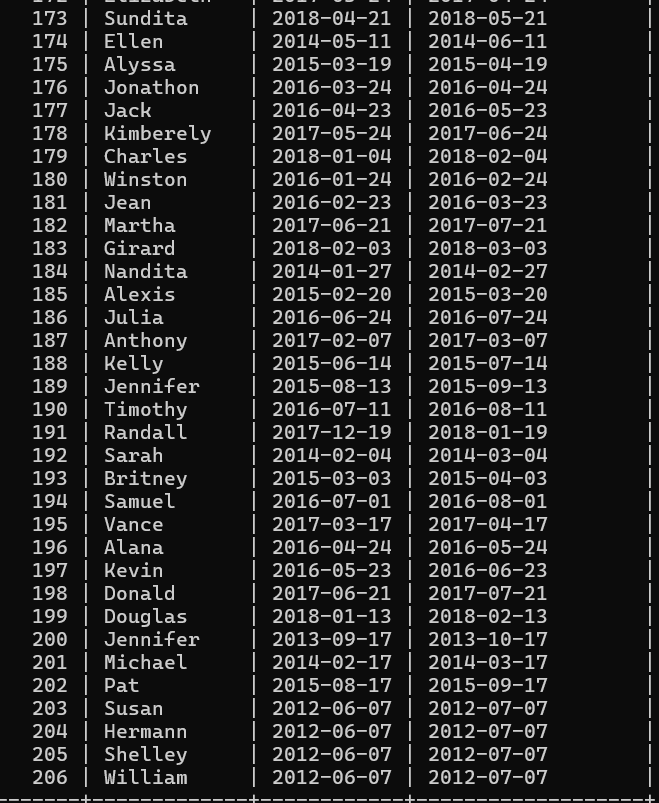 173 | Sundita | 2018-04-21 | 2018-05-21 |
174 | Ellen | 2014-05-11 | 2014-06-11 |
175 | Alyssa | 2015-03-19 | 2015-04-19 |
176 | Jonathon | 2016-03-24 | 2016-04-24 |
177 | Jack | 2016-04-23 | 2016-05-23 |
178 | Kimberely | 2017-05-24 | 2017-06-24 |
179 | Charles | 2018-01-04 | 2018-02-04 |
180 | Winston | 2016-01-24 | 2016-02-24 |
181 | Jean | 2016-02-23 | 2016-03-23 |
182 | Martha | 2017-06-21 | 2017-07-21 |
183 | Girard | 2018-02-03 | 2018-03-03 |
184 | Nandita | 2014-01-27 | 2014-02-27 |
185 | Alexis | 2015-02-20 | 2015-03-20 |
186 | Julia | 2016-06-24 | 2016-07-24 |
187 | Anthony | 2017-02-07 | 2017-03-07 |
188 | Kelly | 2015-06-14 | 2015-07-14 |
189 | Jennifer | 2015-08-13 | 2015-09-13 |
190 | Timothy | 2016-07-11 | 2016-08-11 |
191 | Randall | 2017-12-19 | 2018-01-19 |
192 | Sarah | 2014-02-04 | 2014-03-04 |
193 | Britney | 2015-03-03 | 2015-04-03 |
194 | Samuel | 2016-07-01 | 2016-08-01 |
195 | Vance | 2017-03-17 | 2017-04-17 |
196 | Alana | 2016-04-24 | 2016-05-24 |
197 | Kevin | 2016-05-23 | 2016-06-23 |
198 | Donald | 2017-06-21 | 2017-07-21 |
199 | Douglas | 2018-01-13 | 2018-02-13 |
200 | Jennifer | 2013-09-17 | 2013-10-17 |
201 | Michael | 2014-02-17 | 2014-03-17 |
202 | Pat | 2015-08-17 | 2015-09-17 |
203 | Susan | 2012-06-07 | 2012-07-07 |
204 | Hermann | 2012-06-07 | 2012-07-07 |
205 | Shelley | 2012-06-07 | 2012-07-07 |
206 | William | 2012-06-07 | 2012-07-07 |